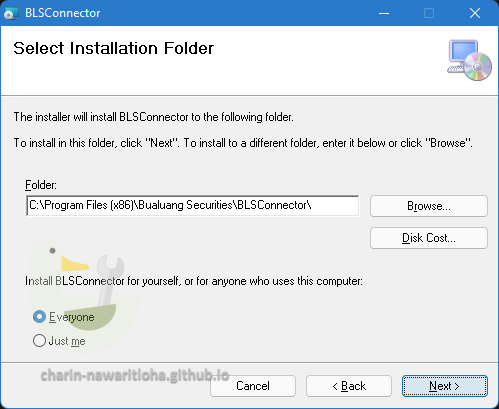 BLSConnector
Select Installation Folder
The installer will install BLSConnector to the following folder.
To install in this folder, click "Next". To install to a different folder, enter it below or click "Browse".
Folder:
C:\Program Files (x86)\Bualuang Securities\BLSConnector\
Browse...
Disk Cost...
Install BLSConnector for yourself, or for anyone who uses this computer:
Everyone
Just me
charin-nawaritloha.github.io
Cancel
< Back
Next >